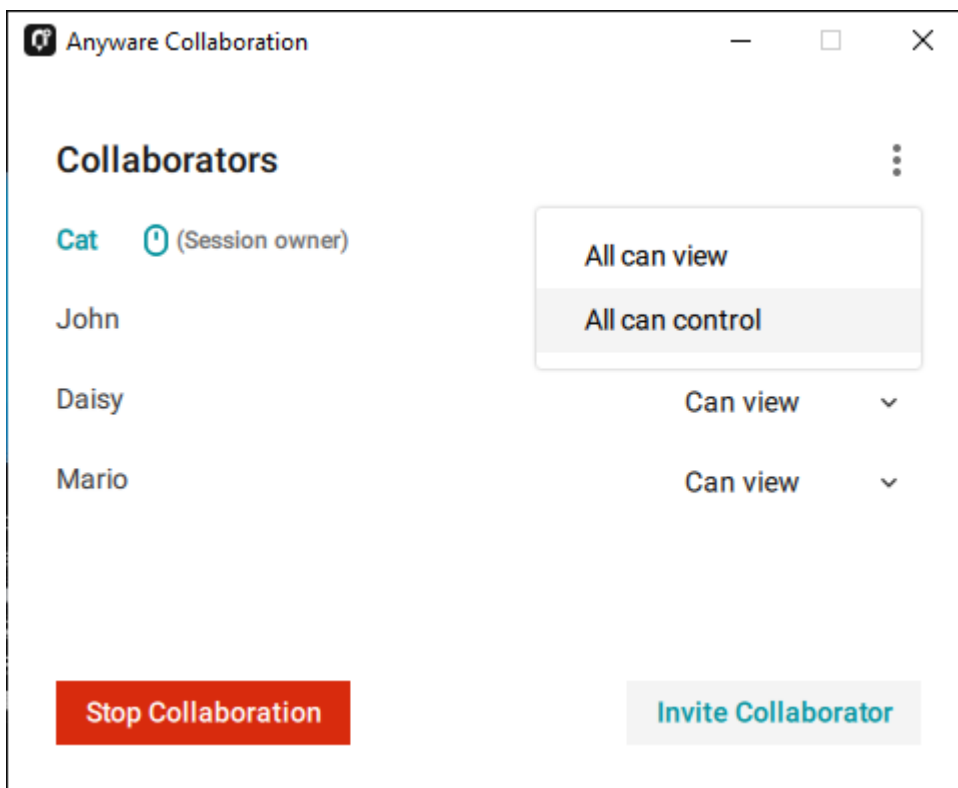 Anyware Collaboration
Collaborators
Cat (Session owner)
All can view
John
All can control
Daisy Can view
Mario Can view
Stop Collaboration Invite Collaborator